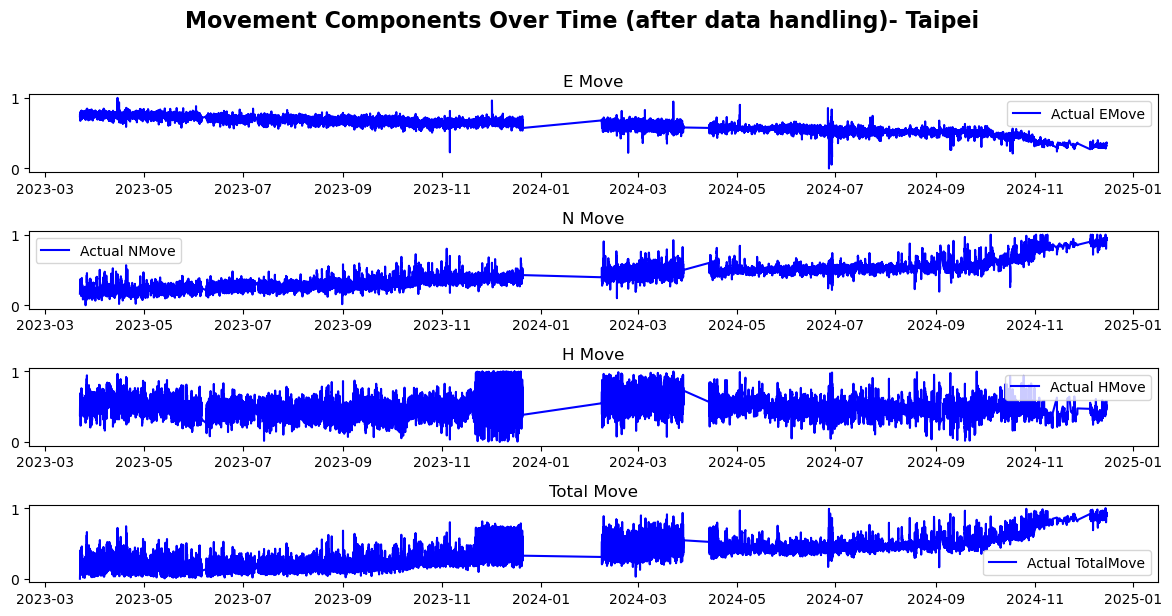 Movement Components Over Time (after data handling)- Taipei
E Move
1
0
Actual EMove
2023-03 2023-05 2023-07 2023-09 2023-11 2024-01 2024-03 2024-05 2024-07 2024-09 2024-11 2025-01
N Move
1
0
Actual NMove
2023-03 2023-05 2023-07 2023-09 2023-11 2024-01 2024-03 2024-05 2024-07 2024-09 2024-11 2025-01
H Move
1
0
Actual HMove
2023-03 2023-05 2023-07 2023-09 2023-11 2024-01 2024-03 2024-05 2024-07 2024-09 2024-11 2025-01
Total Move
1
0
Actual TotalMove
2023-03 2023-05 2023-07 2023-09 2023-11 2024-01 2024-03 2024-05 2024-07 2024-09 2024-11 2025-01